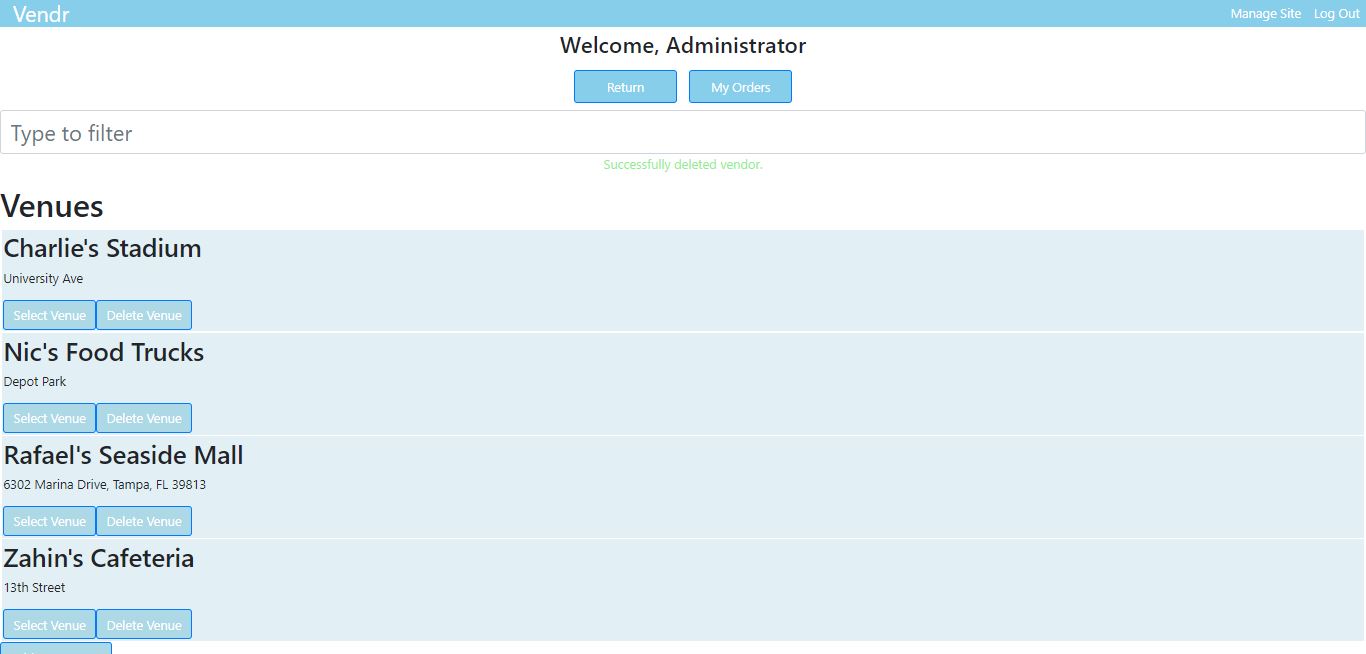 Vendr Manage Site Log Out
Welcome, Administrator
Return My Orders
Type to filter
Successfully deleted vendor.
Venues
Charlie's Stadium
University Ave
Select Venue Delete Venue
Nic's Food Trucks
Depot Park
Select Venue Delete Venue
Rafael's Seaside Mall
6302 Marina Drive, Tampa, FL 39813
Select Venue Delete Venue
Zahin's Cafeteria
13th Street
Select Venue Delete Venue